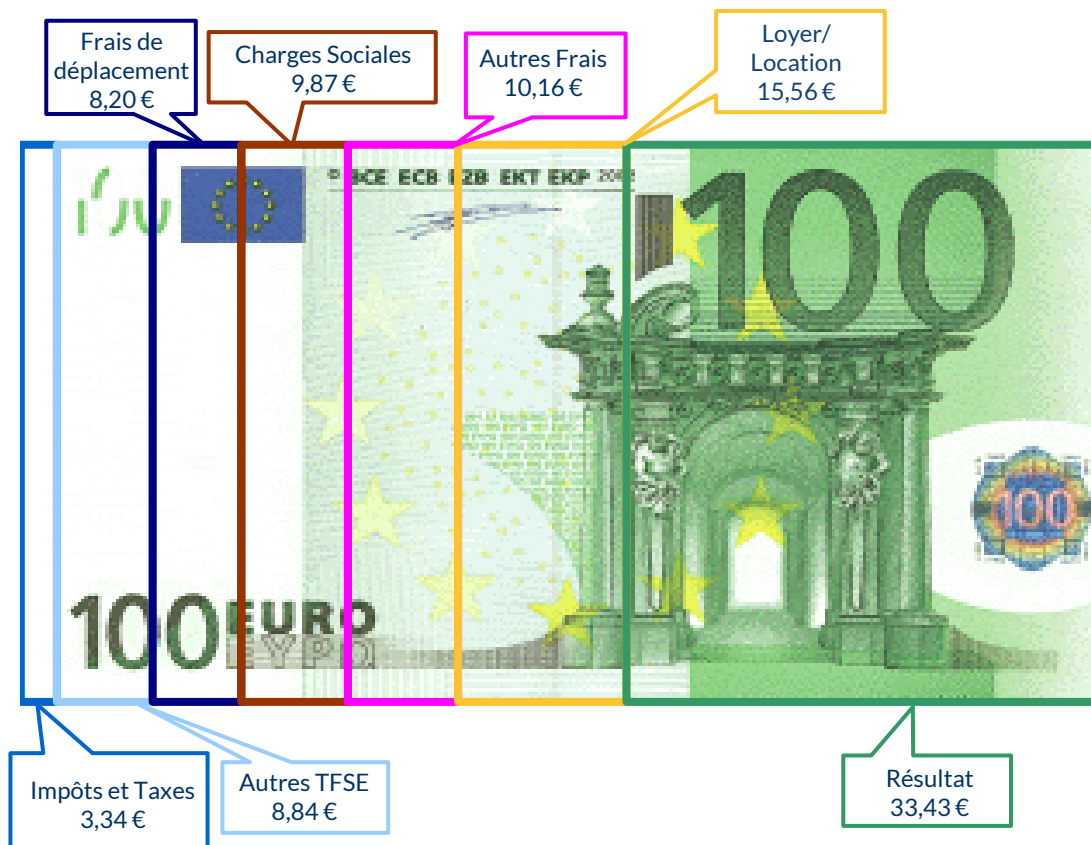 Frais de
déplacement
8,20 €
Charges Sociales
9,87 €
Autres Frais
10,16 €
Loyer/
Location
15,56 €
BCE ECB EZB EKT EKP 2002
100
100
100 EURO
ΕΥΡΩ
Impôts et Taxes
3,34 €
Autres TFSE
8,84 €
Résultat
33,43 €